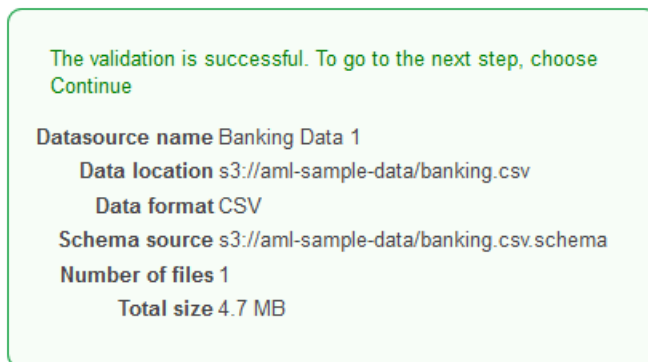 The validation is successful. To go to the next step, choose
Continue
Datasource name Banking Data 1
Data location s3://aml-sample-data/banking.csv
Data format CSV
Schema source s3://aml-sample-data/banking.csv.schema
Number of files 1
Total size 4.7 MB